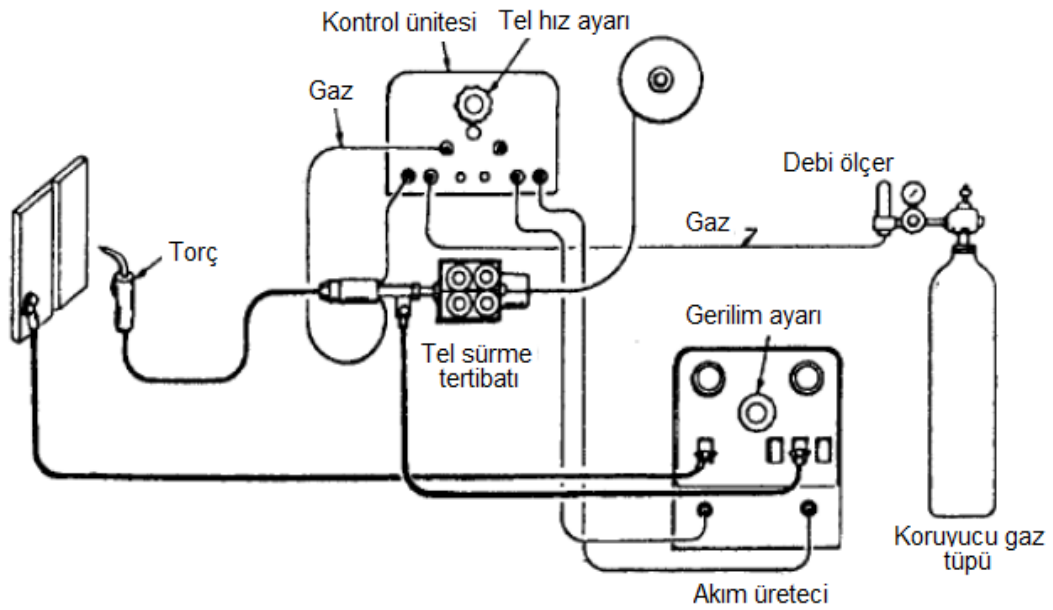 Kontrol ünitesi
Tel hız ayarı
Gaz
Debi ölçer
Gaz
Torç
Gerilim ayarı
Tel sürme
tertibatı
Koruyucu gaz
tüpü
Akım üreteci